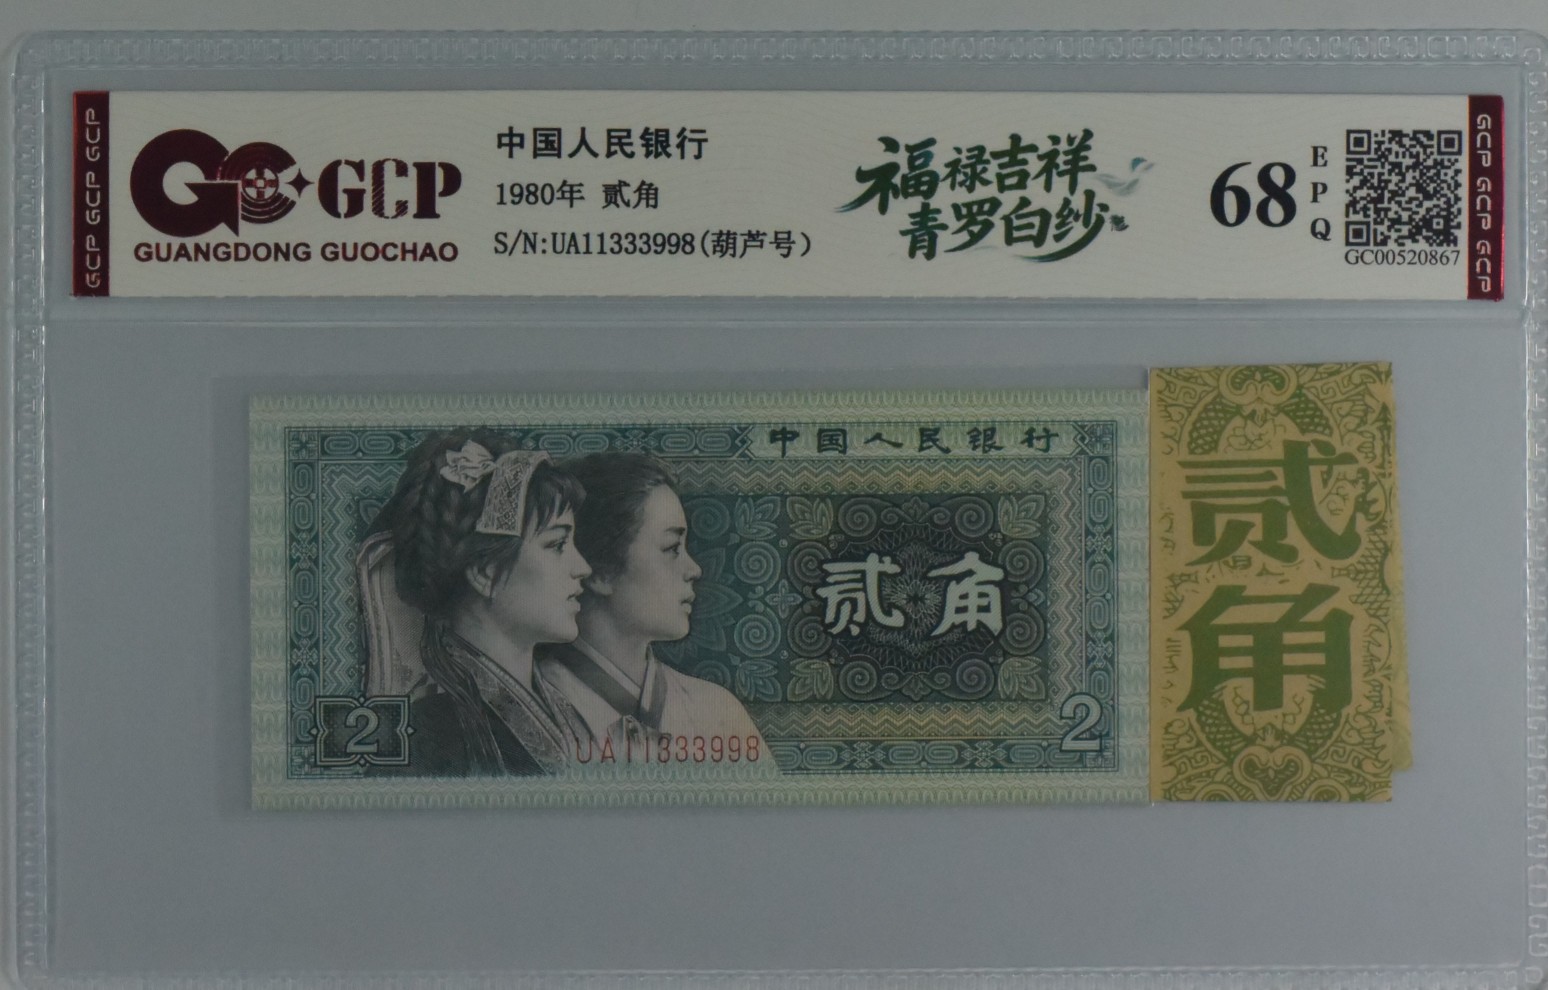 GCP GCP GCP
GCP
GUANGDONG GUOCHAO
中国人民银行
1980年 贰角
S/N:UA11333998(葫芦号)
福禄吉祥
青罗白纱
68
EPQ
GC00520867
GCP GCP GCP
中国人民银行
贰角
2
UA11333998
2
贰角